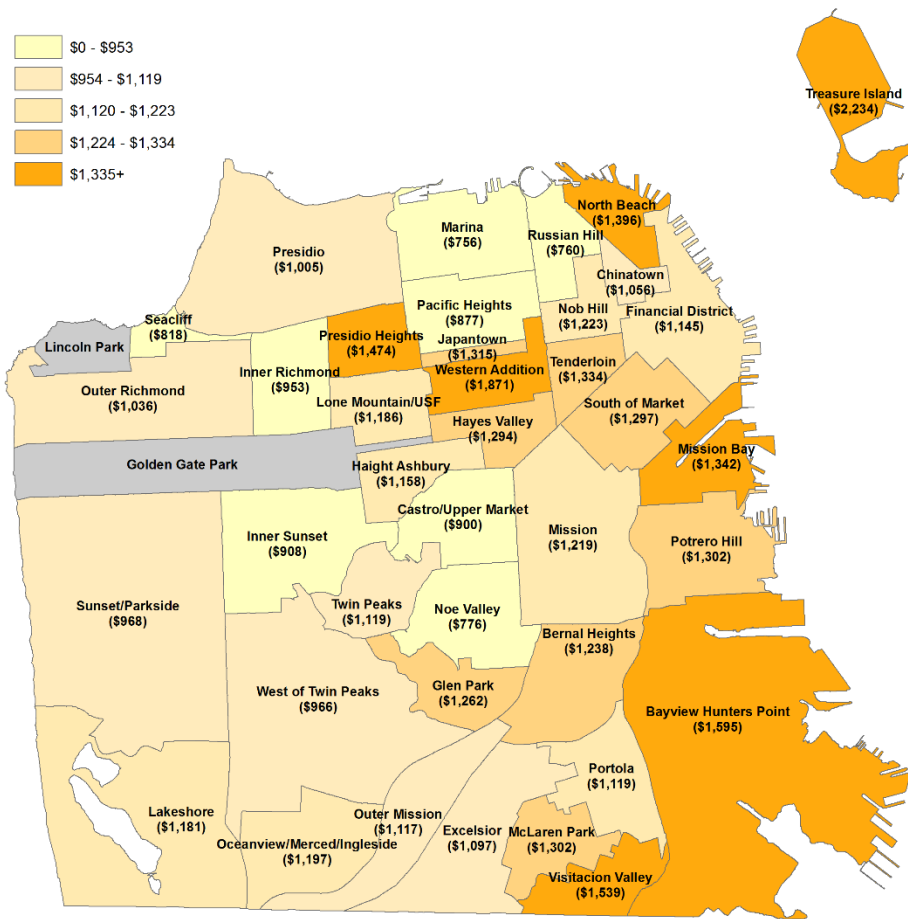 $0 - $953
$954 - $1,119
$1,120 - $1,223
$1,224 - $1,334
$1,335+
Treasure Island
($2,234)
North Beach
($1,396)
Marina
($756)
Russian Hill
($760)
Presidio
($1,005)
Chinatown
($1,056)
Pacific Heights
($877)
Nob Hill
($1,223)
Financial District
($1,145)
Seacliff
($818)
Presidio Heights
($1,474)
Japantown
($1,315)
Lincoln Park
Inner Richmond
($953)
Western Addition
($1,871)
Tenderloin
($1,334)
Outer Richmond
($1,036)
Lone Mountain/USF
($1,186)
South of Market
($1,297)
Hayes Valley
($1,294)
Mission Bay
($1,342)
Golden Gate Park
Haight Ashbury
($1,158)
Castro/Upper Market
($900)
Inner Sunset
($908)
Mission
($1,219)
Potrero Hill
($1,302)
Sunset/Parkside
($968)
Twin Peaks
($1,119)
Noe Valley
($776)
Bernal Heights
($1,238)
West of Twin Peaks
($966)
Glen Park
($1,262)
Bayview Hunters Point
($1,595)
Portola
($1,119)
Lakeshore
($1,181)
Outer Mission
($1,117)
Excelsior
($1,097)
McLaren Park
($1,302)
Oceanview/Merced/Ingleside
($1,197)
Visitacion Valley
($1,539)